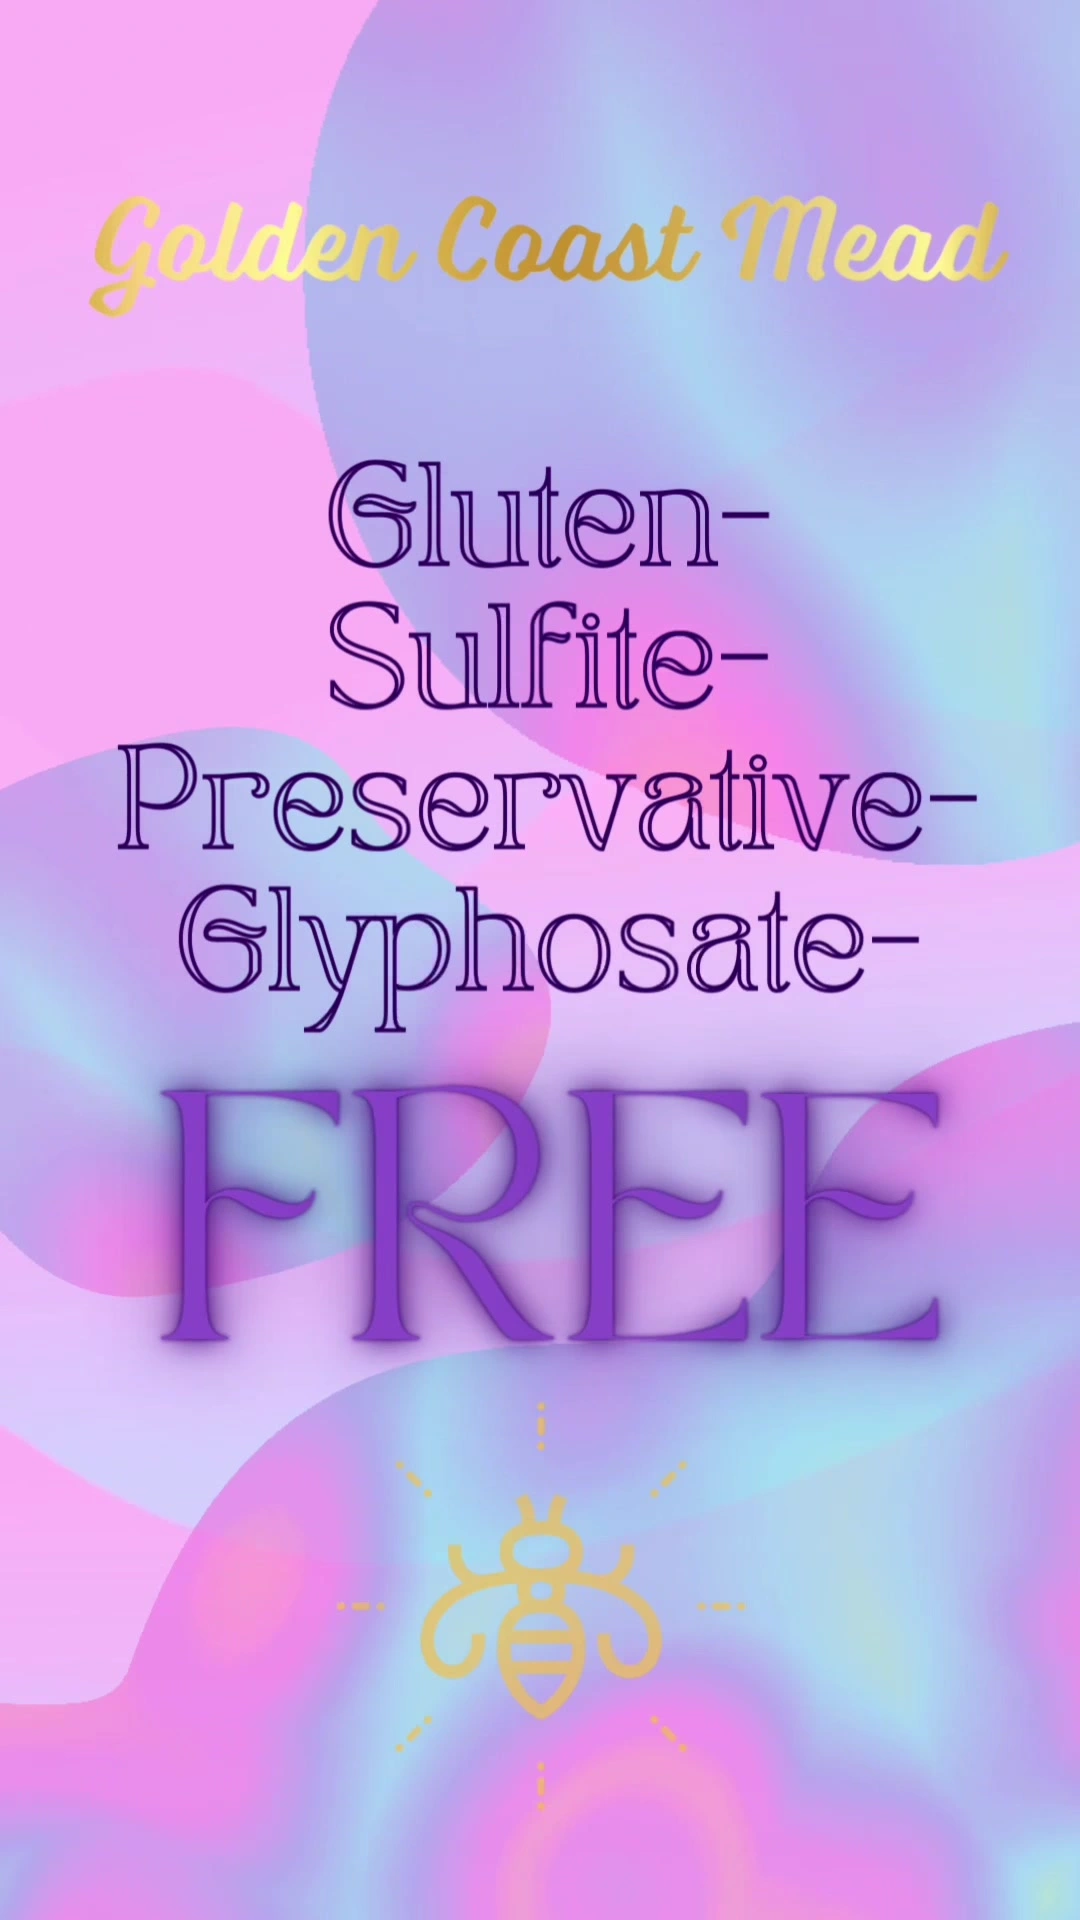 Golden Coast Mead
Gluten-
Sulfite-
Preservative-
Glyphosate-
FREE